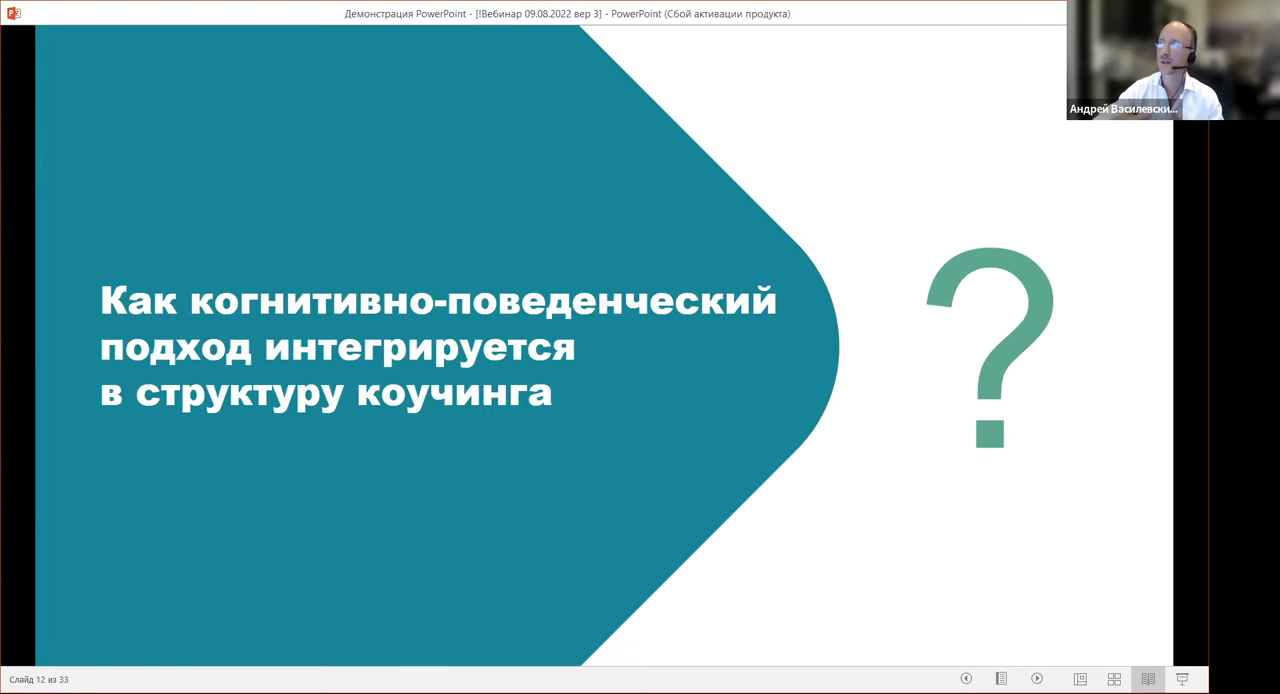 Демонстрация PowerPoint - [!Вебинар 09.08.2022 вер 3] - PowerPoint (Сбой активации продукта)
Андрей Василевски...
Как когнитивно-поведенческий
подход интегрируется
в структуру коучинга
?
Слайд 12 из 33